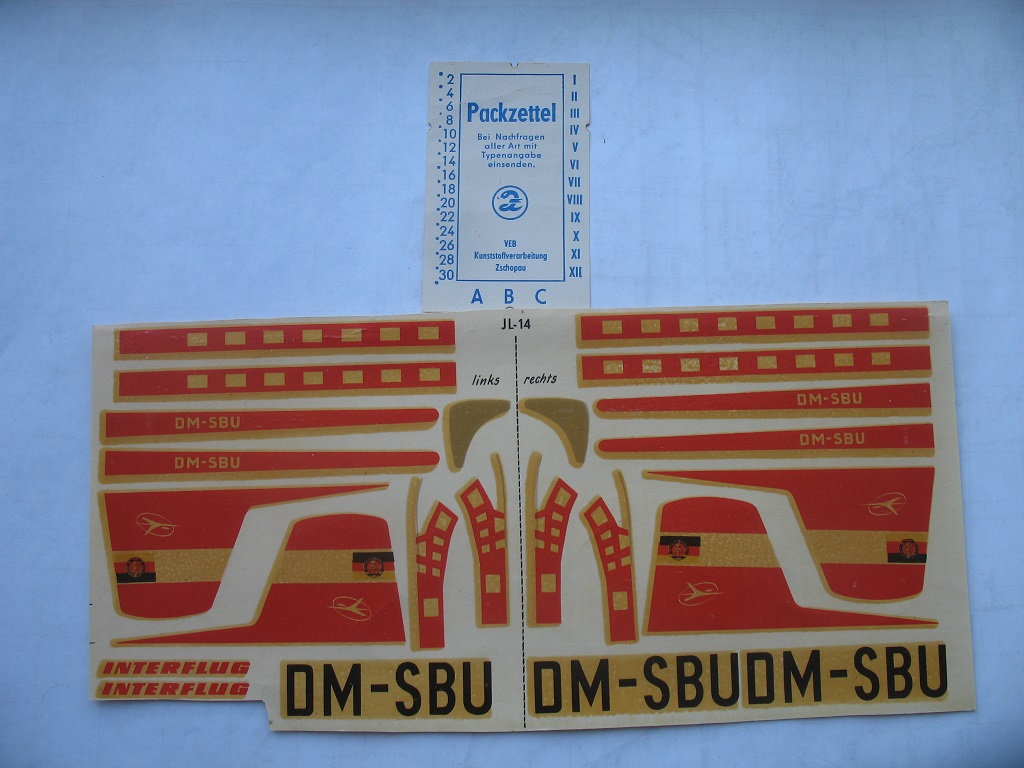 2
4
6
8
10
12
14
16
18
20
22
24
26
28
30
Packzettel
Bei Nachfragen
aller Art mit
Typenangabe
einsenden.
VEB
Kunststoffverarbeitung
Zschopau
I
II
III
IV
V
VI
VII
VIII
IX
X
XI
XII
A B C
JL-14
links rechts
DM-SBU
DM-SBU
DM-SBU
DM-SBU
INTERFLUG
INTERFLUG
DM-SBU
DM-SBU
DM-SBU